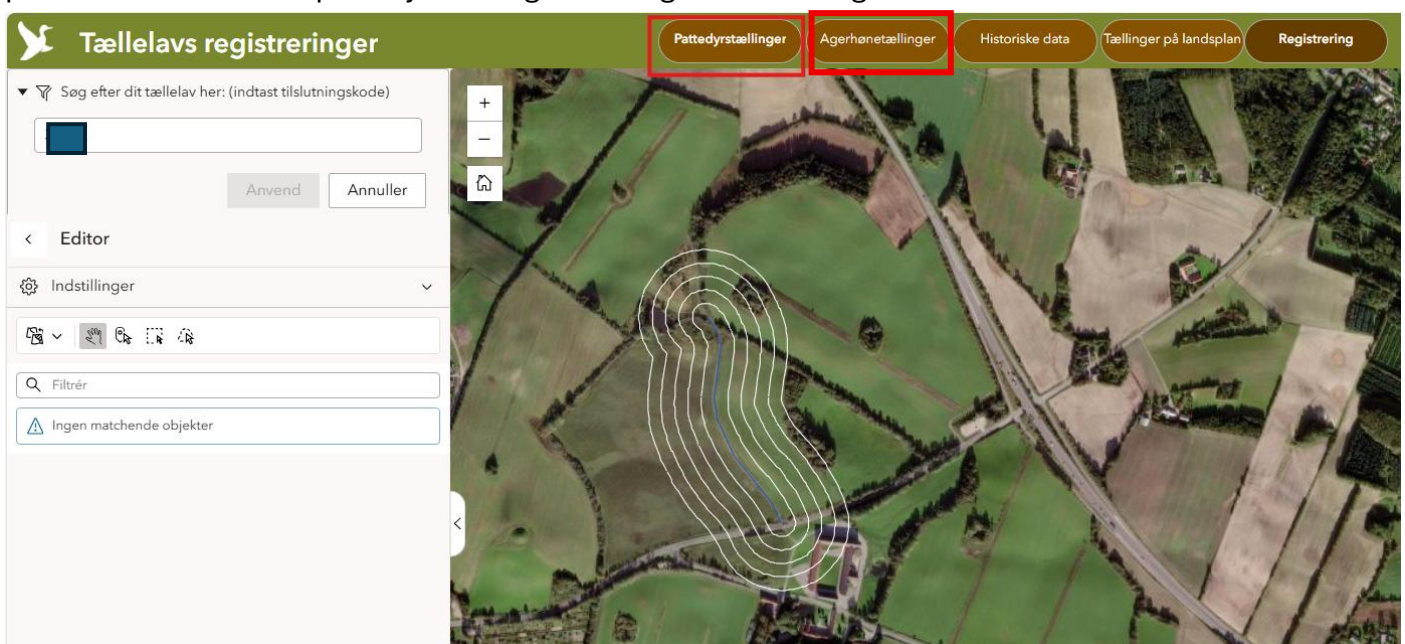 Tællelavs registreringer
Pattedyrstællinger
Agerhønetællinger
Historiske data
Tællinger på landsplan
Registrering
Søg efter dit tællelav her: (indtast tilslutningskode)
Anvend
Annuller
Editor
Indstillinger
Filtrér
Ingen matchende objekter